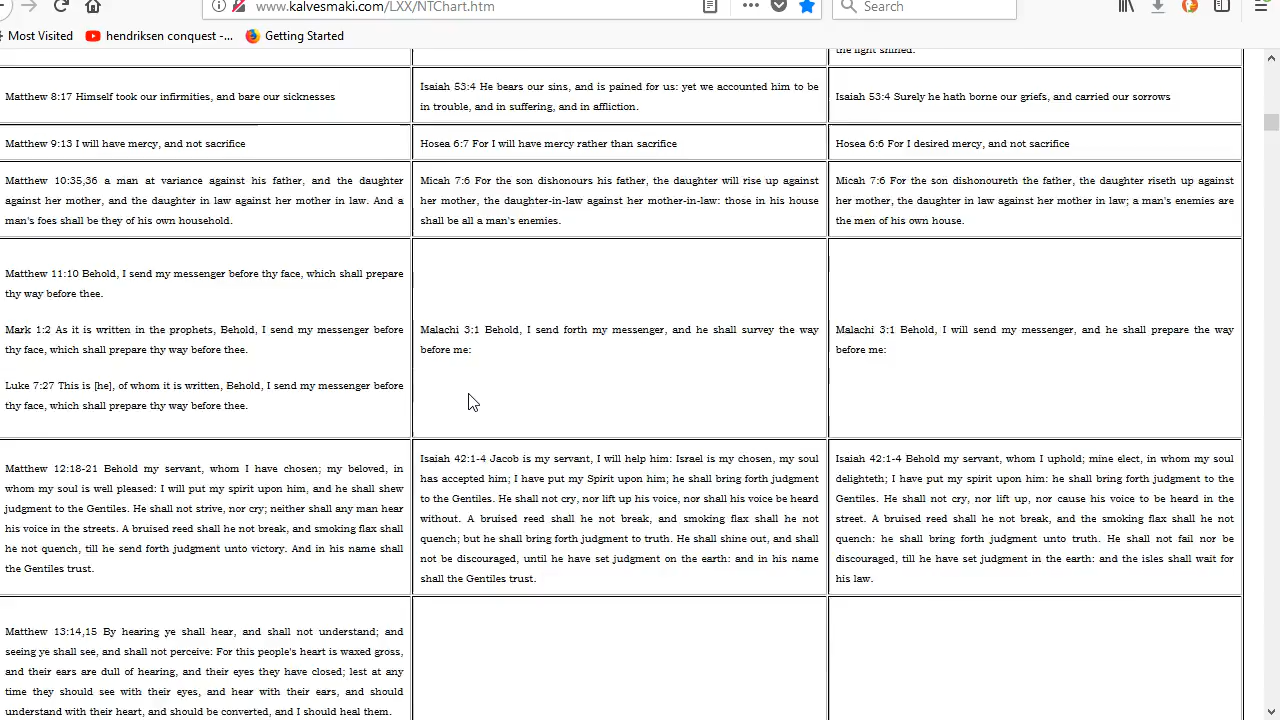 www.kalvesmaki.com/LXX/NTChart.htm
Search
Most Visited
hendriksen conquest -...
Getting Started
the light shined.
Matthew 8:17 Himself took our infirmities, and bare our sicknesses
Isaiah 53:4 He bears our sins, and is pained for us: yet we accounted him to be
in trouble, and in suffering, and in affliction.
Isaiah 53:4 Surely he hath borne our griefs, and carried our sorrows
Matthew 9:13 I will have mercy, and not sacrifice
Hosea 6:7 For I will have mercy rather than sacrifice
Hosea 6:6 For I desired mercy, and not sacrifice
Matthew 10:35,36 a man at variance against his father, and the daughter
against her mother, and the daughter in law against her mother in law. And a
man's foes shall be they of his own household.
Micah 7:6 For the son dishonours his father, the daughter will rise up against
her mother, the daughter-in-law against her mother-in-law: those in his house
shall be all a man's enemies.
Micah 7:6 For the son dishonoureth the father, the daughter riseth up against
her mother, the daughter in law against her mother in law; a man's enemies are
the men of his own house.
Matthew 11:10 Behold, I send my messenger before thy face, which shall prepare
thy way before thee.
Mark 1:2 As it is written in the prophets, Behold, I send my messenger before
thy face, which shall prepare thy way before thee.
Luke 7:27 This is [he], of whom it is written, Behold, I send my messenger before
thy face, which shall prepare thy way before thee.
Malachi 3:1 Behold, I send forth my messenger, and he shall survey the way
before me:
Malachi 3:1 Behold, I will send my messenger, and he shall prepare the way
before me:
Matthew 12:18-21 Behold my servant, whom I have chosen; my beloved, in
whom my soul is well pleased: I will put my spirit upon him, and he shall shew
judgment to the Gentiles. He shall not strive, nor cry; neither shall any man hear
his voice in the streets. A bruised reed shall he not break, and smoking flax shall
he not quench, till he send forth judgment unto victory. And in his name shall
the Gentiles trust.
Isaiah 42:1-4 Jacob is my servant, I will help him: Israel is my chosen, my soul
has accepted him; I have put my Spirit upon him; he shall bring forth judgment
to the Gentiles. He shall not cry, nor lift up his voice, nor shall his voice be heard
without. A bruised reed shall he not break, and smoking flax shall he not
quench; but he shall bring forth judgment to truth. He shall shine out, and shall
not be discouraged, until he have set judgment on the earth: and in his name
shall the Gentiles trust.
Isaiah 42:1-4 Behold my servant, whom I uphold; mine elect, in whom my soul
delighteth; I have put my spirit upon him: he shall bring forth judgment to the
Gentiles. He shall not cry, nor lift up, nor cause his voice to be heard in the
street. A bruised reed shall he not break, and the smoking flax shall he not
quench: he shall bring forth judgment unto truth. He shall not fail nor be
discouraged, till he have set judgment in the earth: and the isles shall wait for
his law.
Matthew 13:14,15 By hearing ye shall hear, and shall not understand; and
seeing ye shall see, and shall not perceive: For this people's heart is waxed gross,
and their ears are dull of hearing, and their eyes they have closed; lest at any
time they should see with their eyes, and hear with their ears, and should
understand with their heart, and should be converted, and I should heal them.